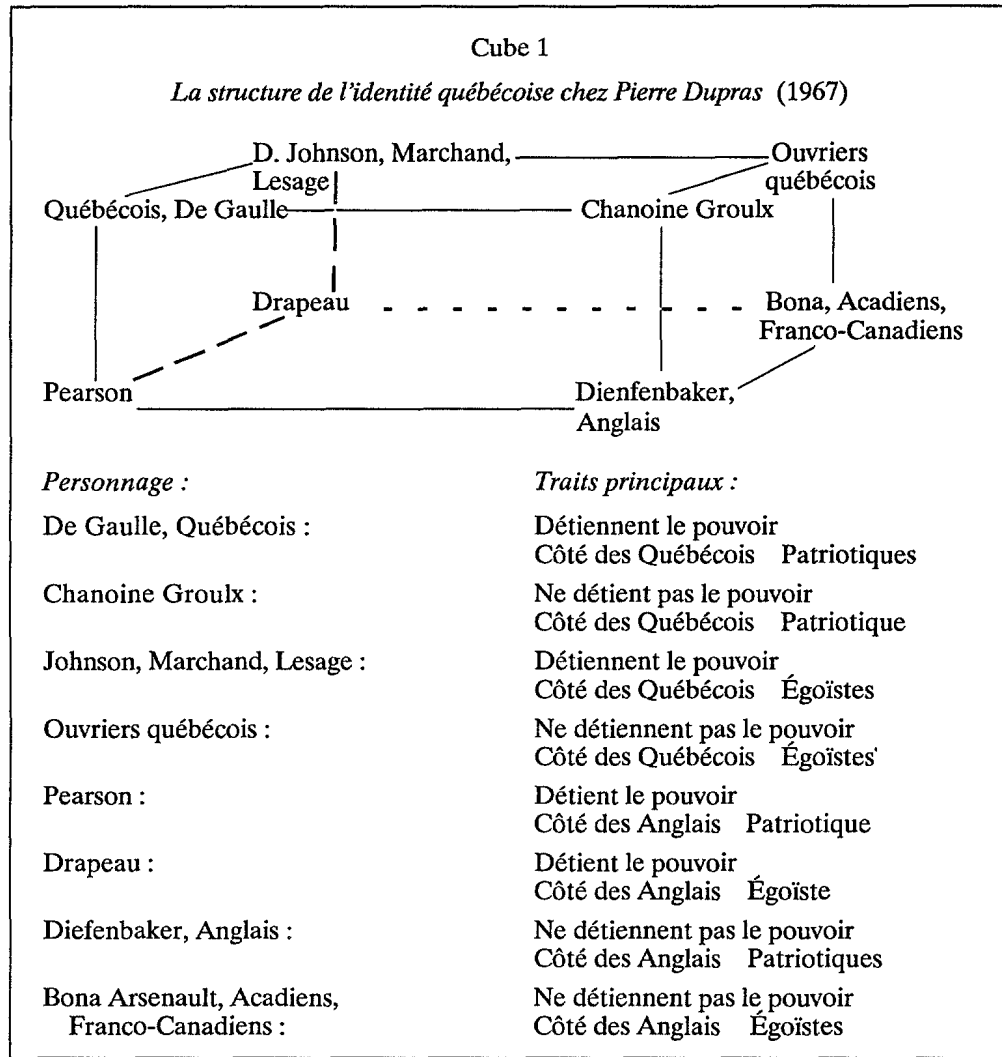 Cube 1
La structure de l'identité québécoise chez Pierre Dupras (1967)
D. Johnson, Marchand, Ouvriers
Lesage québécois
Québécois, De Gaulle Chanoine Groulx
Drapeau Bona, Acadiens,
Franco-Canadiens
Pearson Dienfenbaker,
Anglais
Personnage : Traits principaux :
De Gaulle, Québécois : Détiennent le pouvoir
Côté des Québécois Patriotiques
Chanoine Groulx : Ne détient pas le pouvoir
Côté des Québécois Patriotique
Johnson, Marchand, Lesage : Détiennent le pouvoir
Côté des Québécois Égoïstes
Ouvriers québécois : Ne détiennent pas le pouvoir
Côté des Québécois Égoïstes
Pearson : Détient le pouvoir
Côté des Anglais Patriotique
Drapeau : Détient le pouvoir
Côté des Anglais Égoïste
Diefenbaker, Anglais : Ne détiennent pas le pouvoir
Côté des Anglais Patriotiques
Bona Arsenault, Acadiens, Ne détiennent pas le pouvoir
Franco-Canadiens : Côté des Anglais Égoïstes